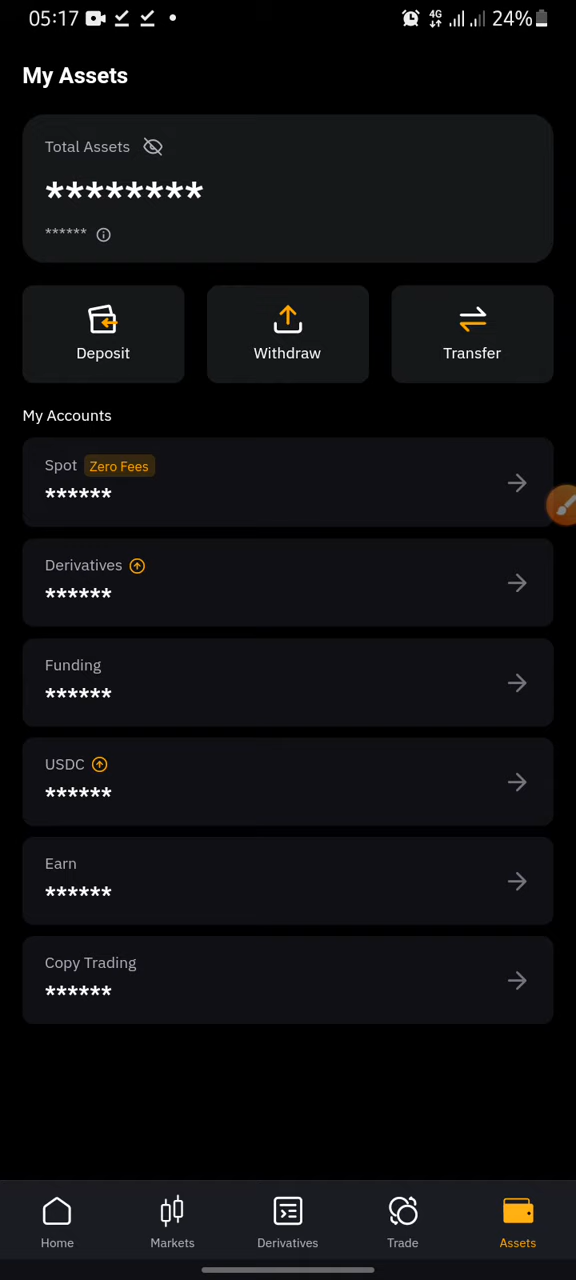 05:17 4G 24%
My Assets
Total Assets
********
******
Deposit Withdraw Transfer
My Accounts
Spot Zero Fees
******
Derivatives
******
Funding
******
USDC
******
Earn
******
Copy Trading
******
Home Markets Derivatives Trade Assets